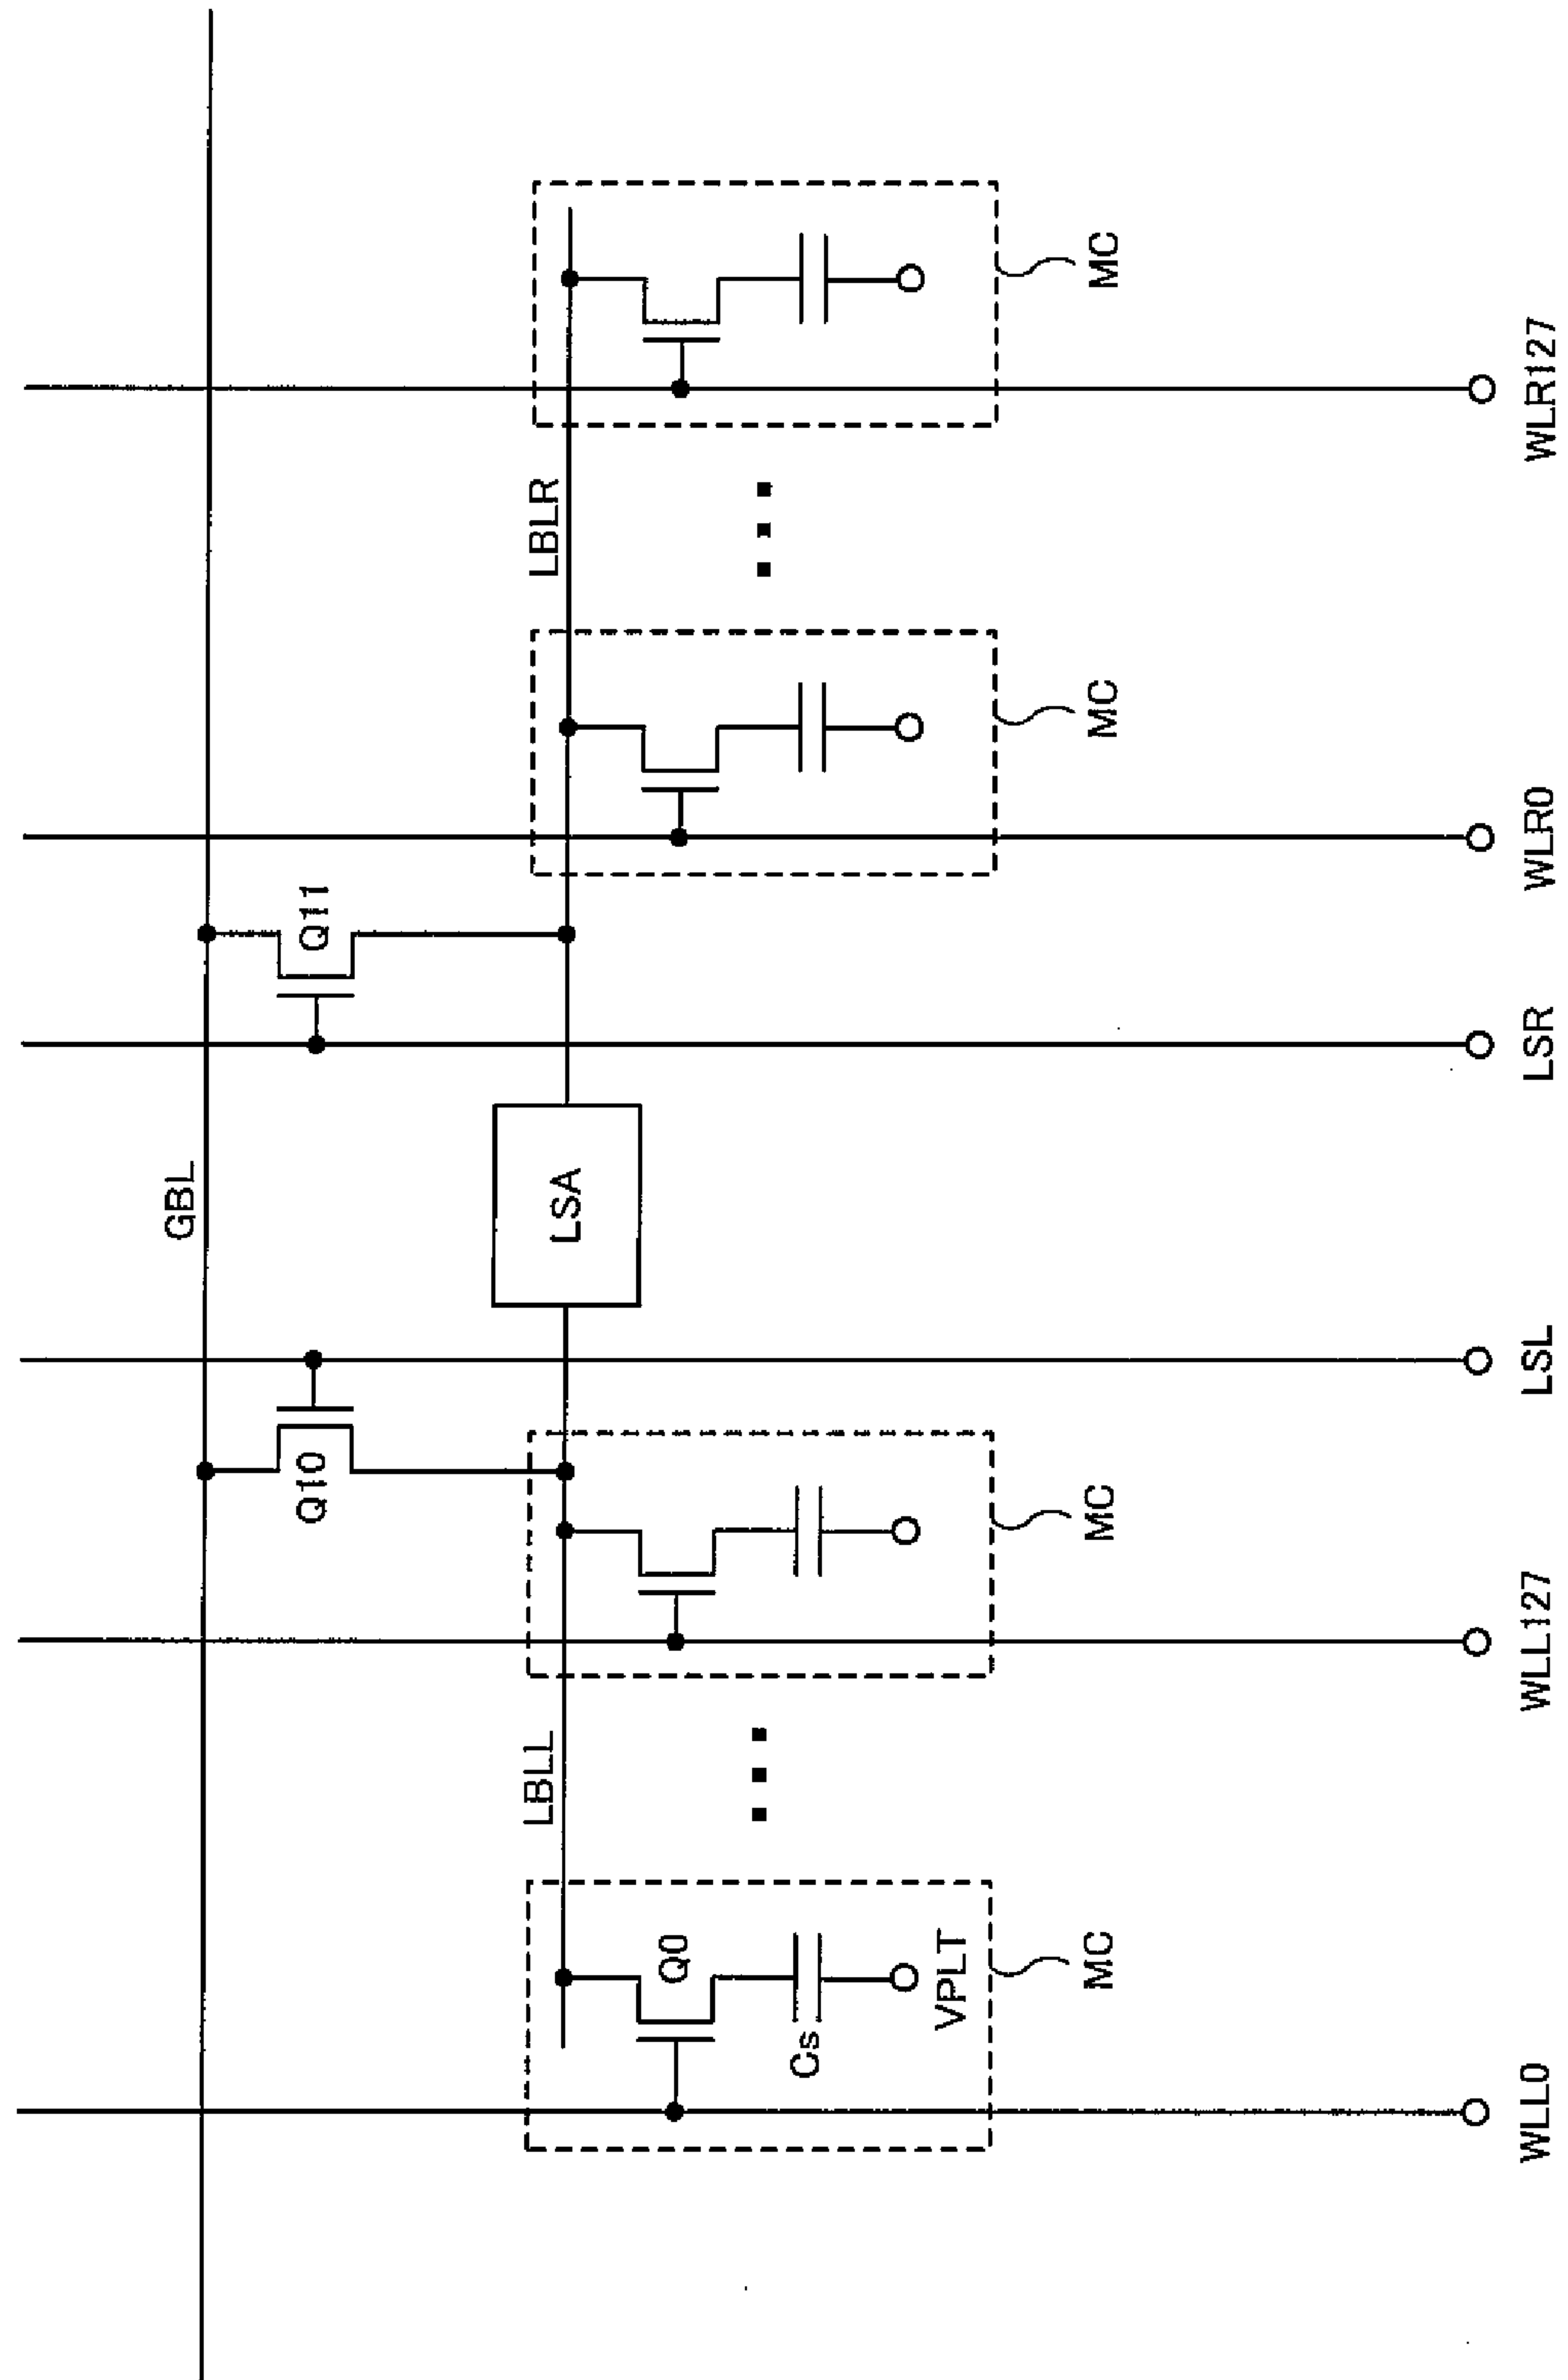 GBL
Q10
Q11
LBLL
LBLR
LSA
Q0
Cs
VPLT
MC
MC
MC
MC
WLL0
WLL127
LSL
LSR
WLR0
WLR127